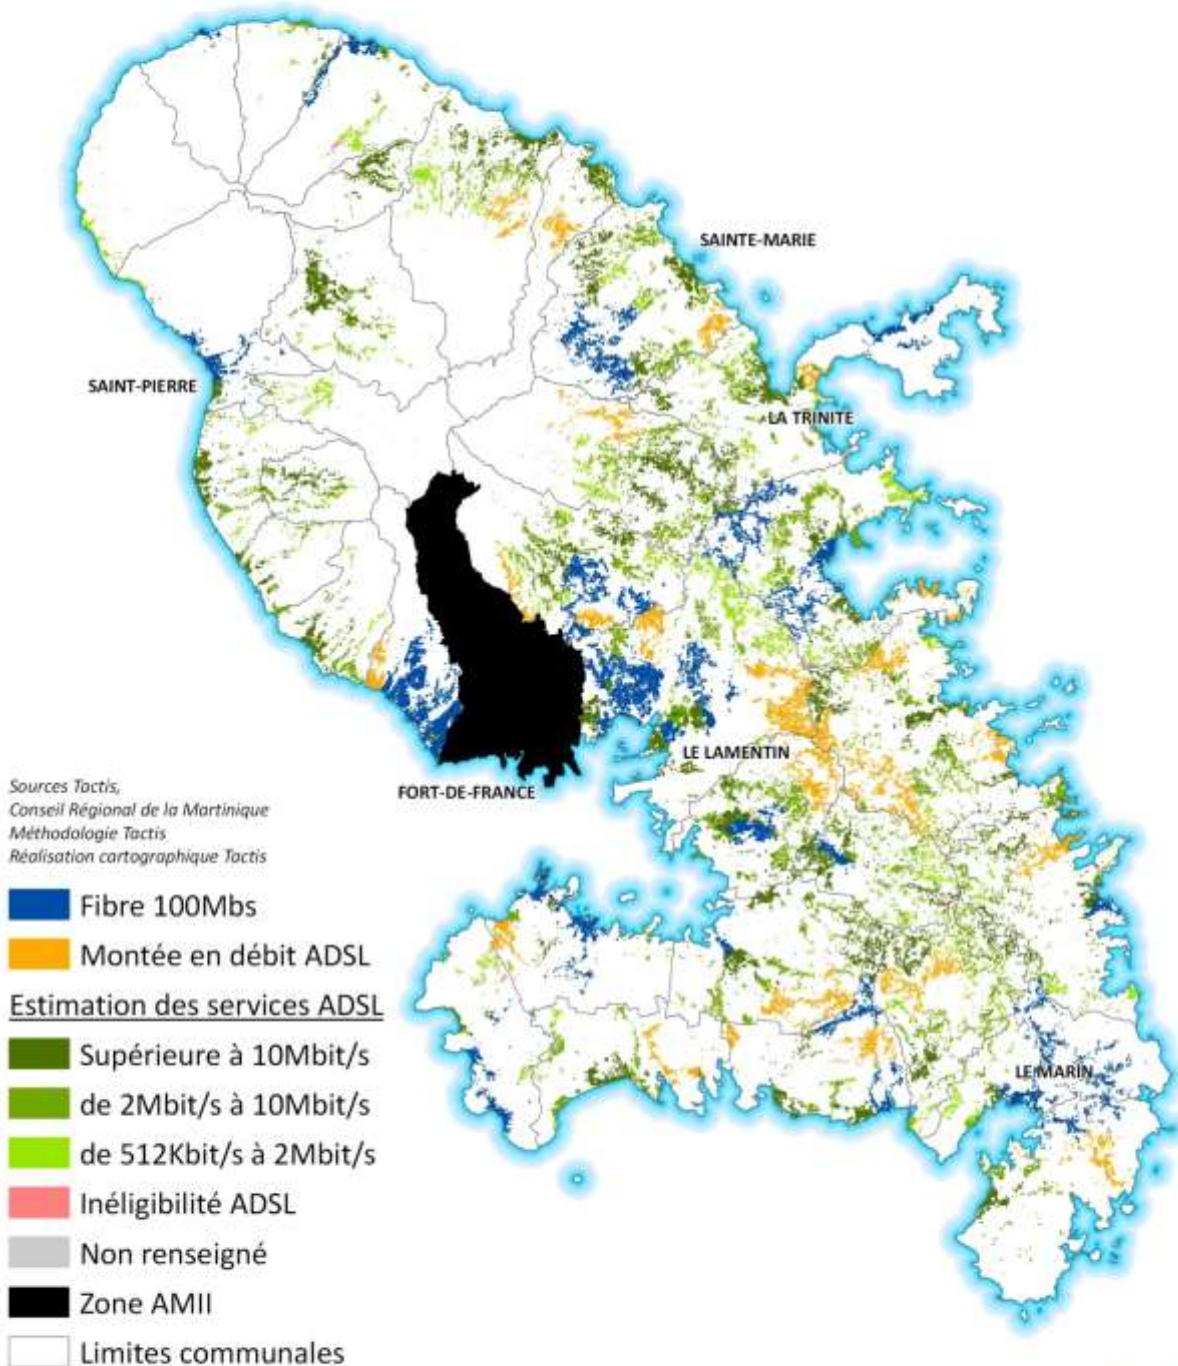 SAINTE-MARIE
SAINT-PIERRE
LA TRINITE
LE LAMENTIN
FORT-DE-FRANCE
LE MARIN
Sources Tactis,
Conseil Régional de la Martinique
Méthodologie Tactis
Réalisation cartographique Tactis
Fibre 100Mbs
Montée en débit ADSL
Estimation des services ADSL
Supérieure à 10Mbit/s
de 2Mbit/s à 10Mbit/s
de 512Kbit/s à 2Mbit/s
Inéligibilité ADSL
Non renseigné
Zone AMII
Limites communales